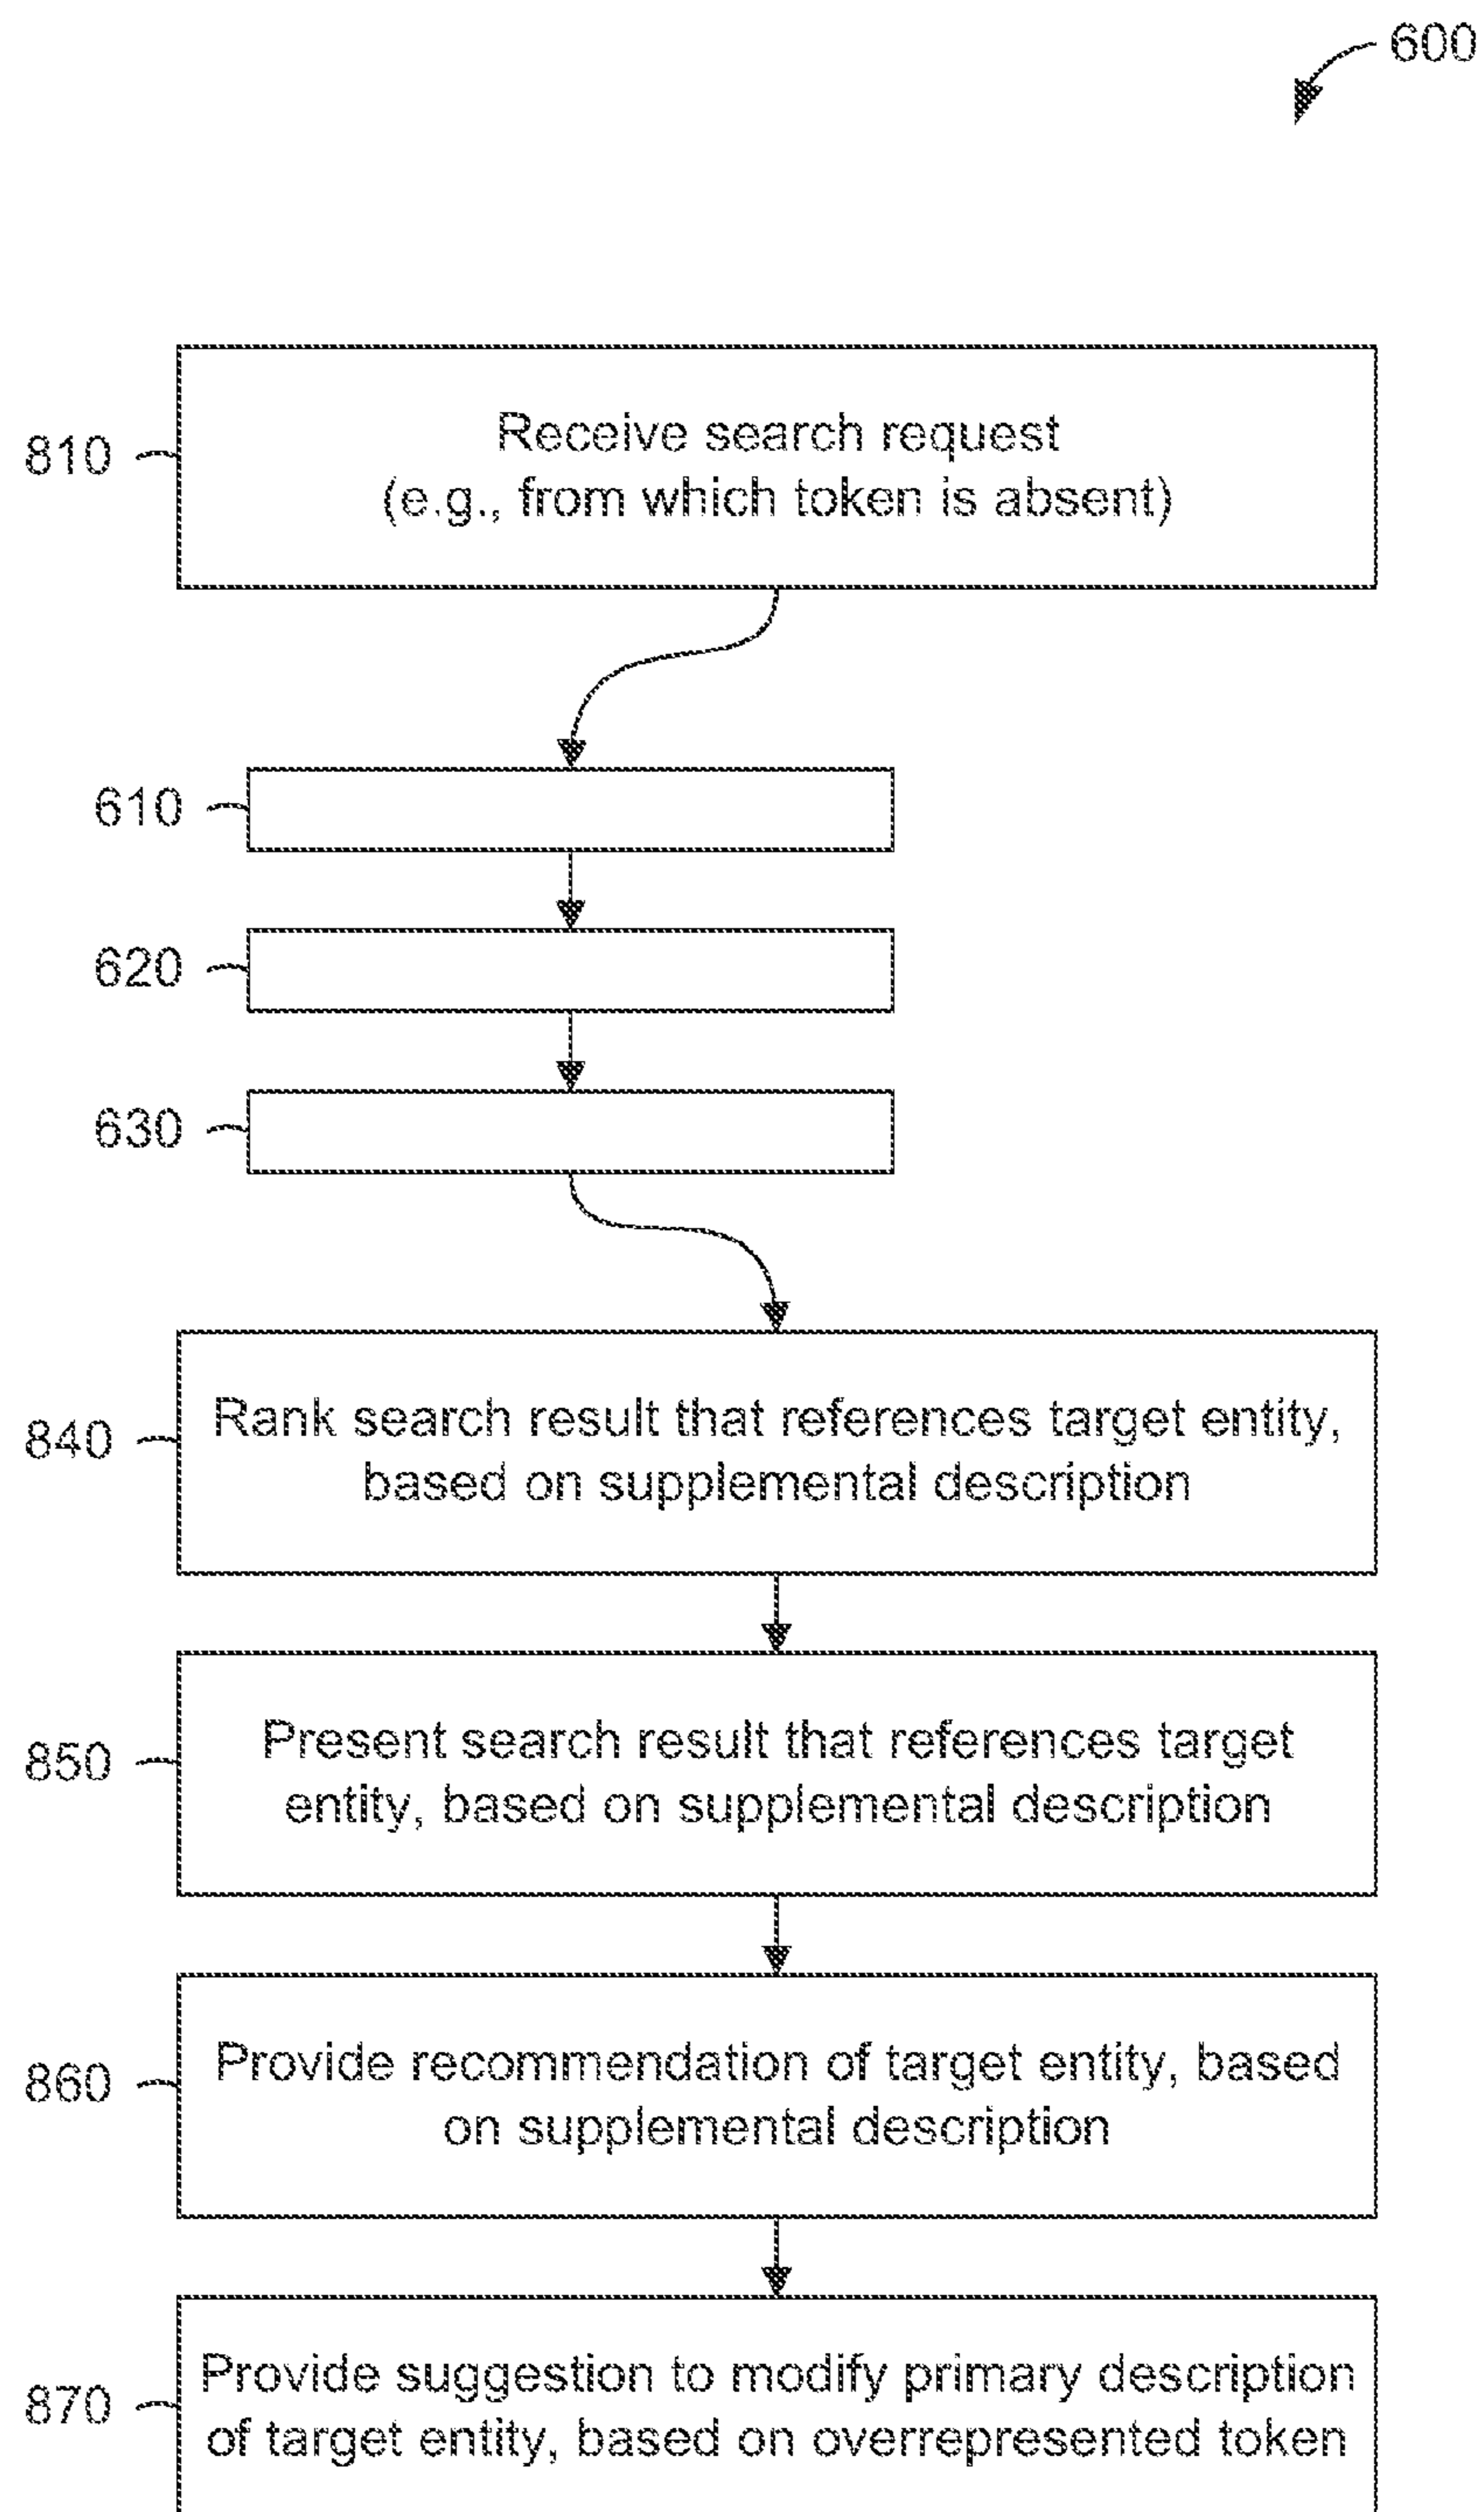 600
810
Receive search request
(e.g., from which token is absent)
610
620
630
840
Rank search result that references target entity,
based on supplemental description
850
Present search result that references target
entity, based on supplemental description
860
Provide recommendation of target entity, based
on supplemental description
870
Provide suggestion to modify primary description
of target entity, based on overrepresented token